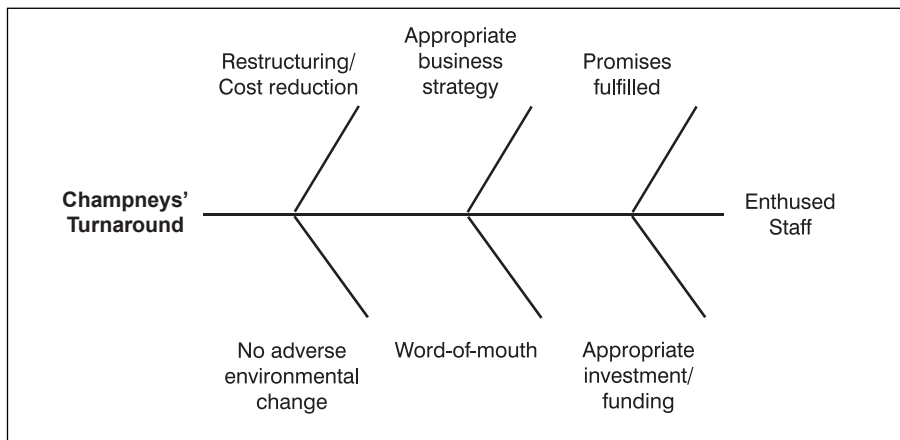 Restructuring/
Cost reduction
Appropriate
business
strategy
Promises
fulfilled
Champneys’
Turnaround
Enthused
Staff
No adverse
environmental
change
Word-of-mouth
Appropriate
investment/
funding